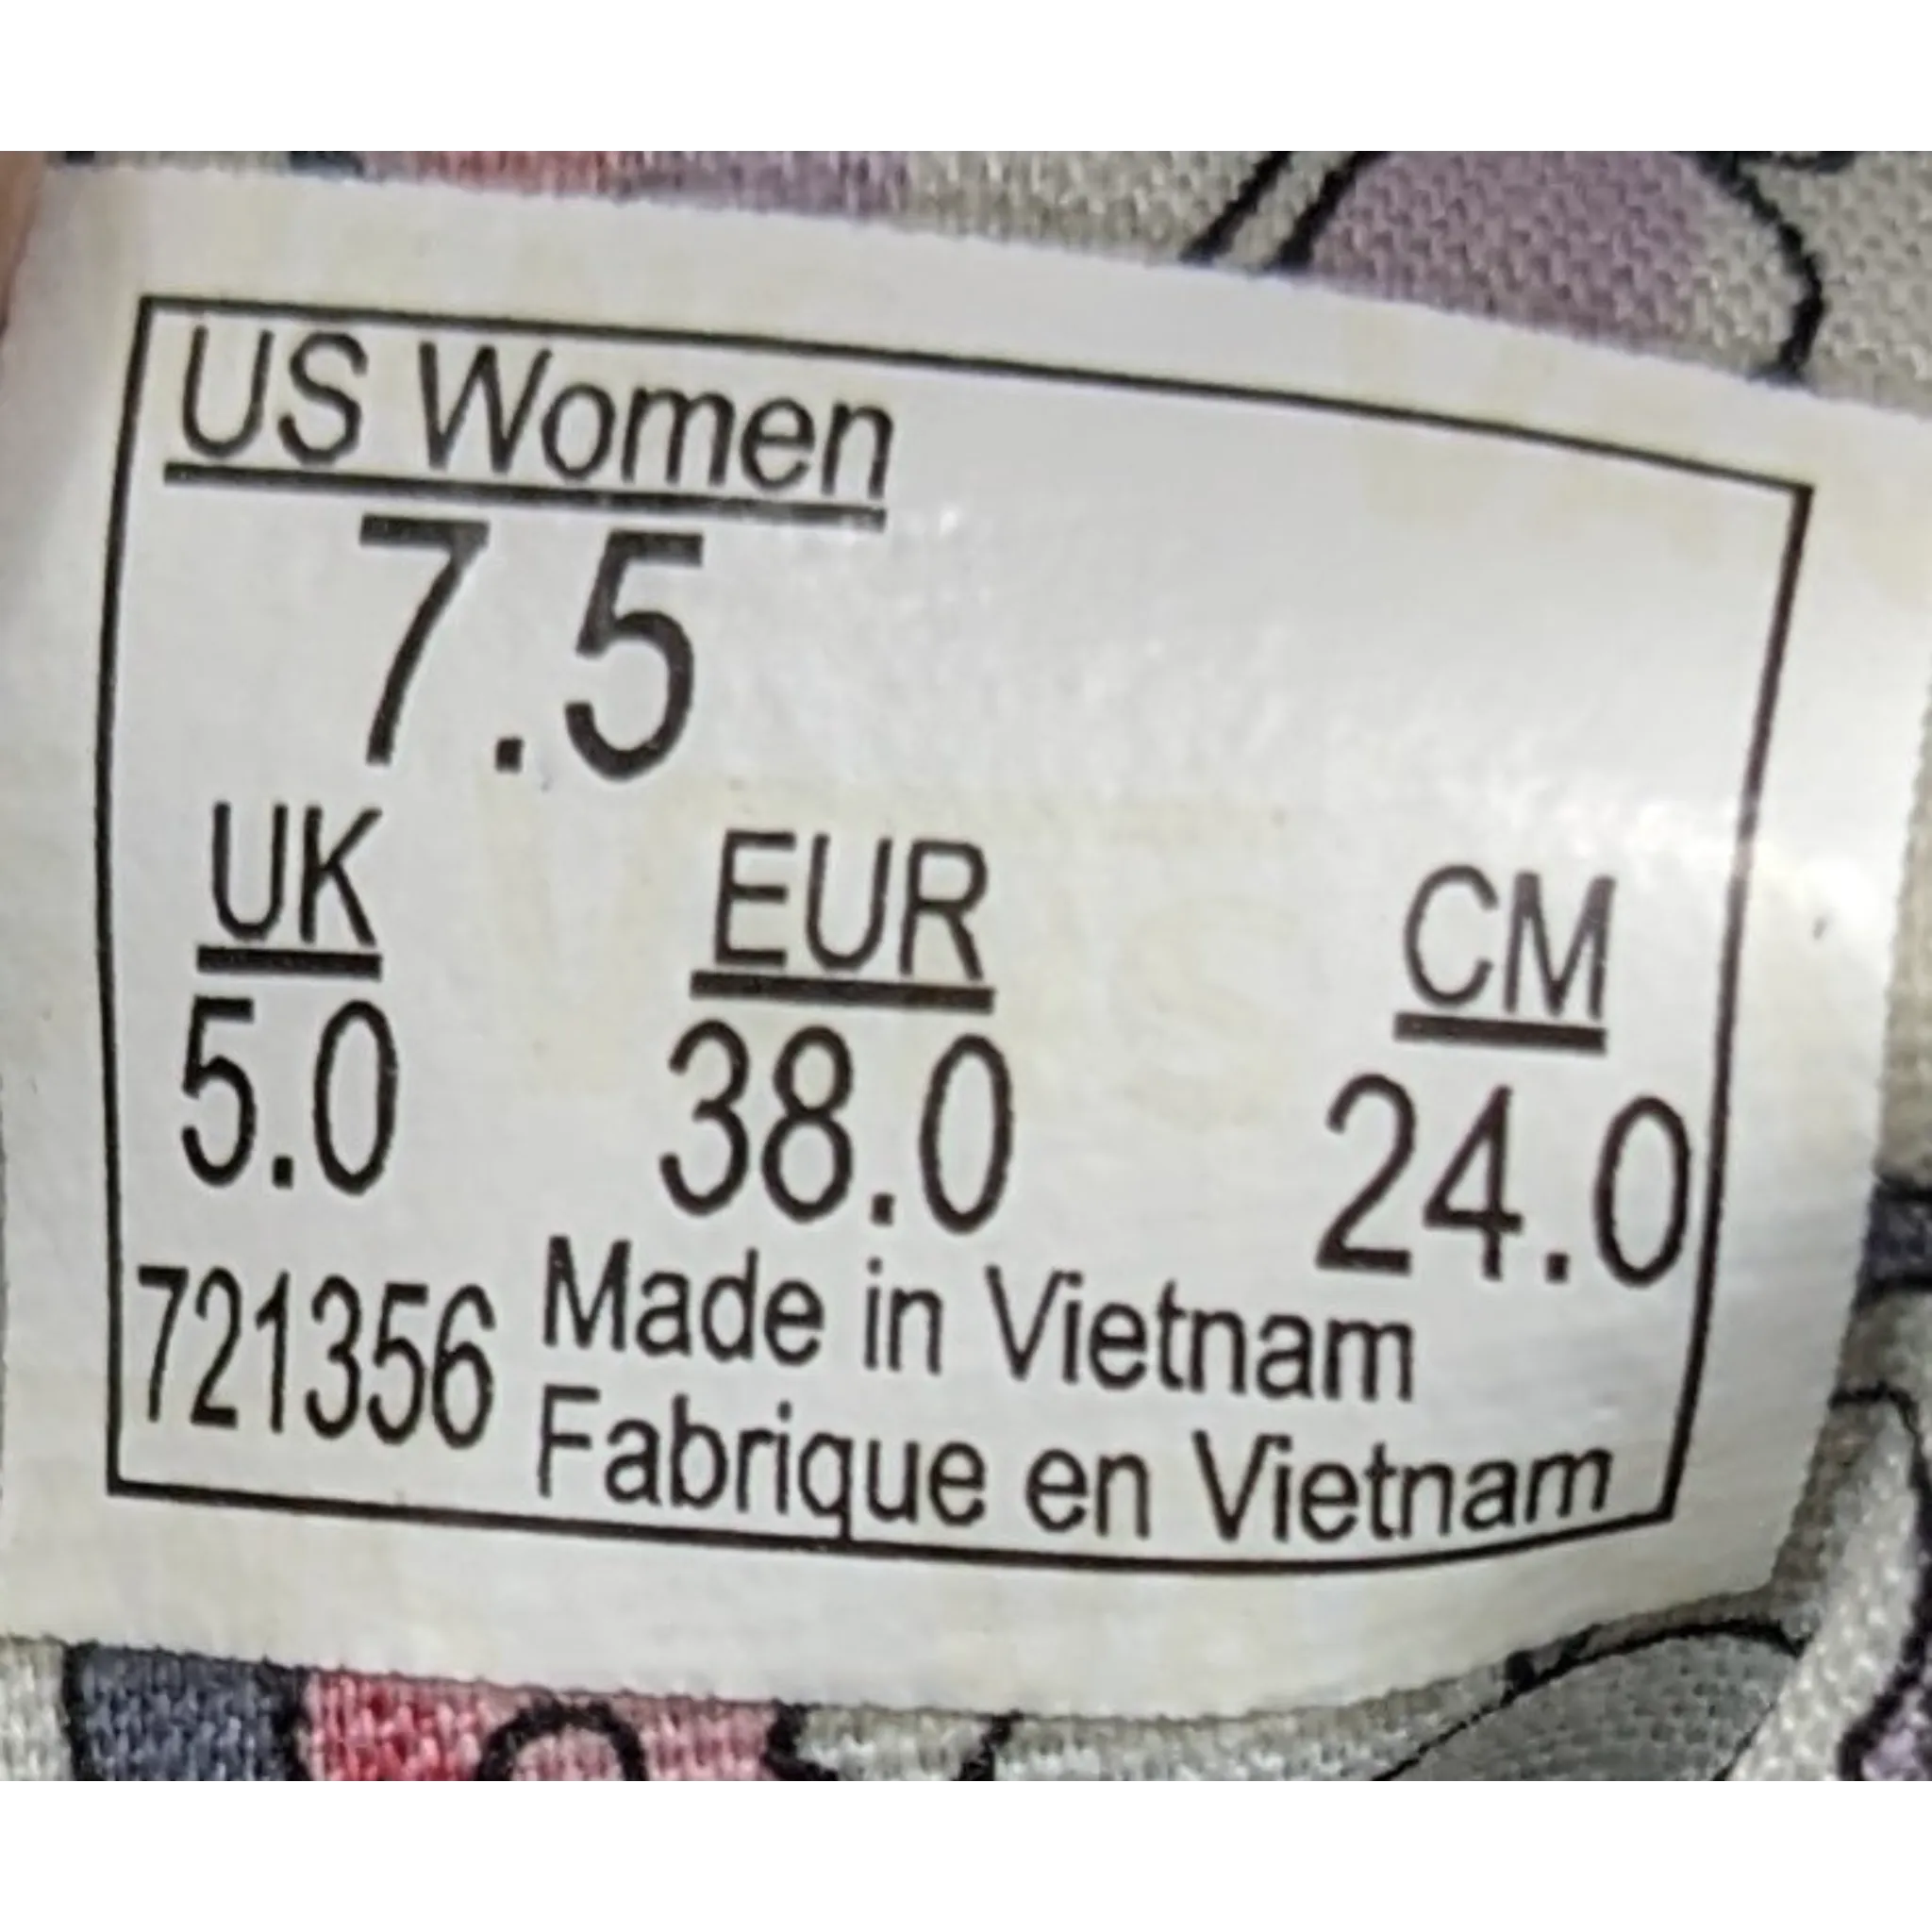 US Women
7.5
UK EUR CM
5.0 38.0 24.0
721356 Made in Vietnam
Fabrique en Vietnam